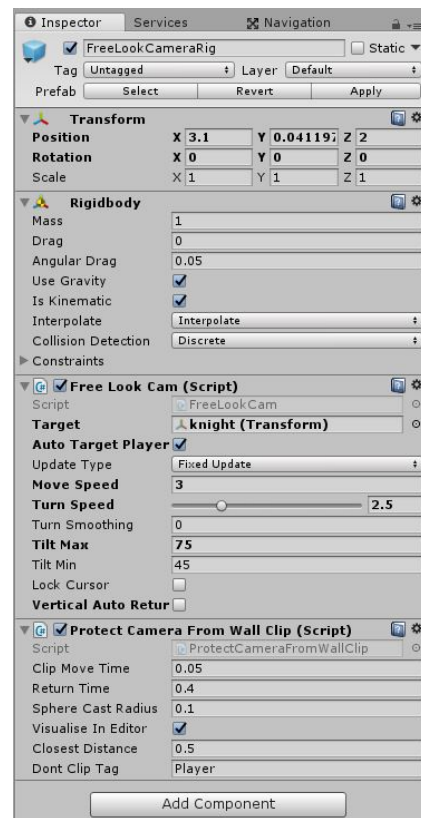 Inspector Services Navigation
FreeLookCameraRig Static
Tag Untagged Layer Default
Prefab Select Revert Apply
Transform
Position X 3.1 Y 0.041197 Z 2
Rotation X 0 Y 0 Z 0
Scale X 1 Y 1 Z 1
Rigidbody
Mass 1
Drag 0
Angular Drag 0.05
Use Gravity
Is Kinematic
Interpolate Interpolate
Collision Detection Discrete
Constraints
Free Look Cam (Script)
Script FreeLookCam
Target knight (Transform)
Auto Target Player
Update Type Fixed Update
Move Speed 3
Turn Speed 2.5
Turn Smoothing 0
Tilt Max 75
Tilt Min 45
Lock Cursor
Vertical Auto Retur
Protect Camera From Wall Clip (Script)
Script ProtectCameraFromWallClip
Clip Move Time 0.05
Return Time 0.4
Sphere Cast Radius 0.1
Visualise In Editor
Closest Distance 0.5
Dont Clip Tag Player
Add Component